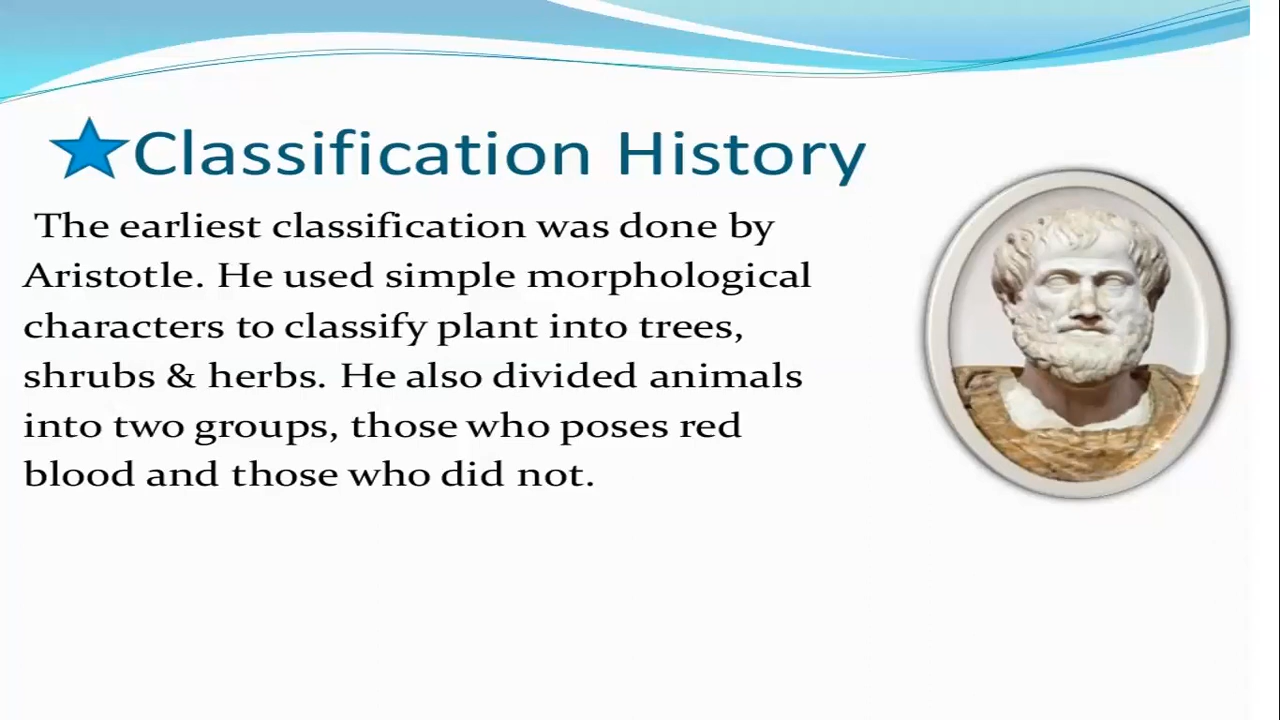 Classification History
The earliest classification was done by
Aristotle. He used simple morphological
characters to classify plant into trees,
shrubs & herbs. He also divided animals
into two groups, those who poses red
blood and those who did not.